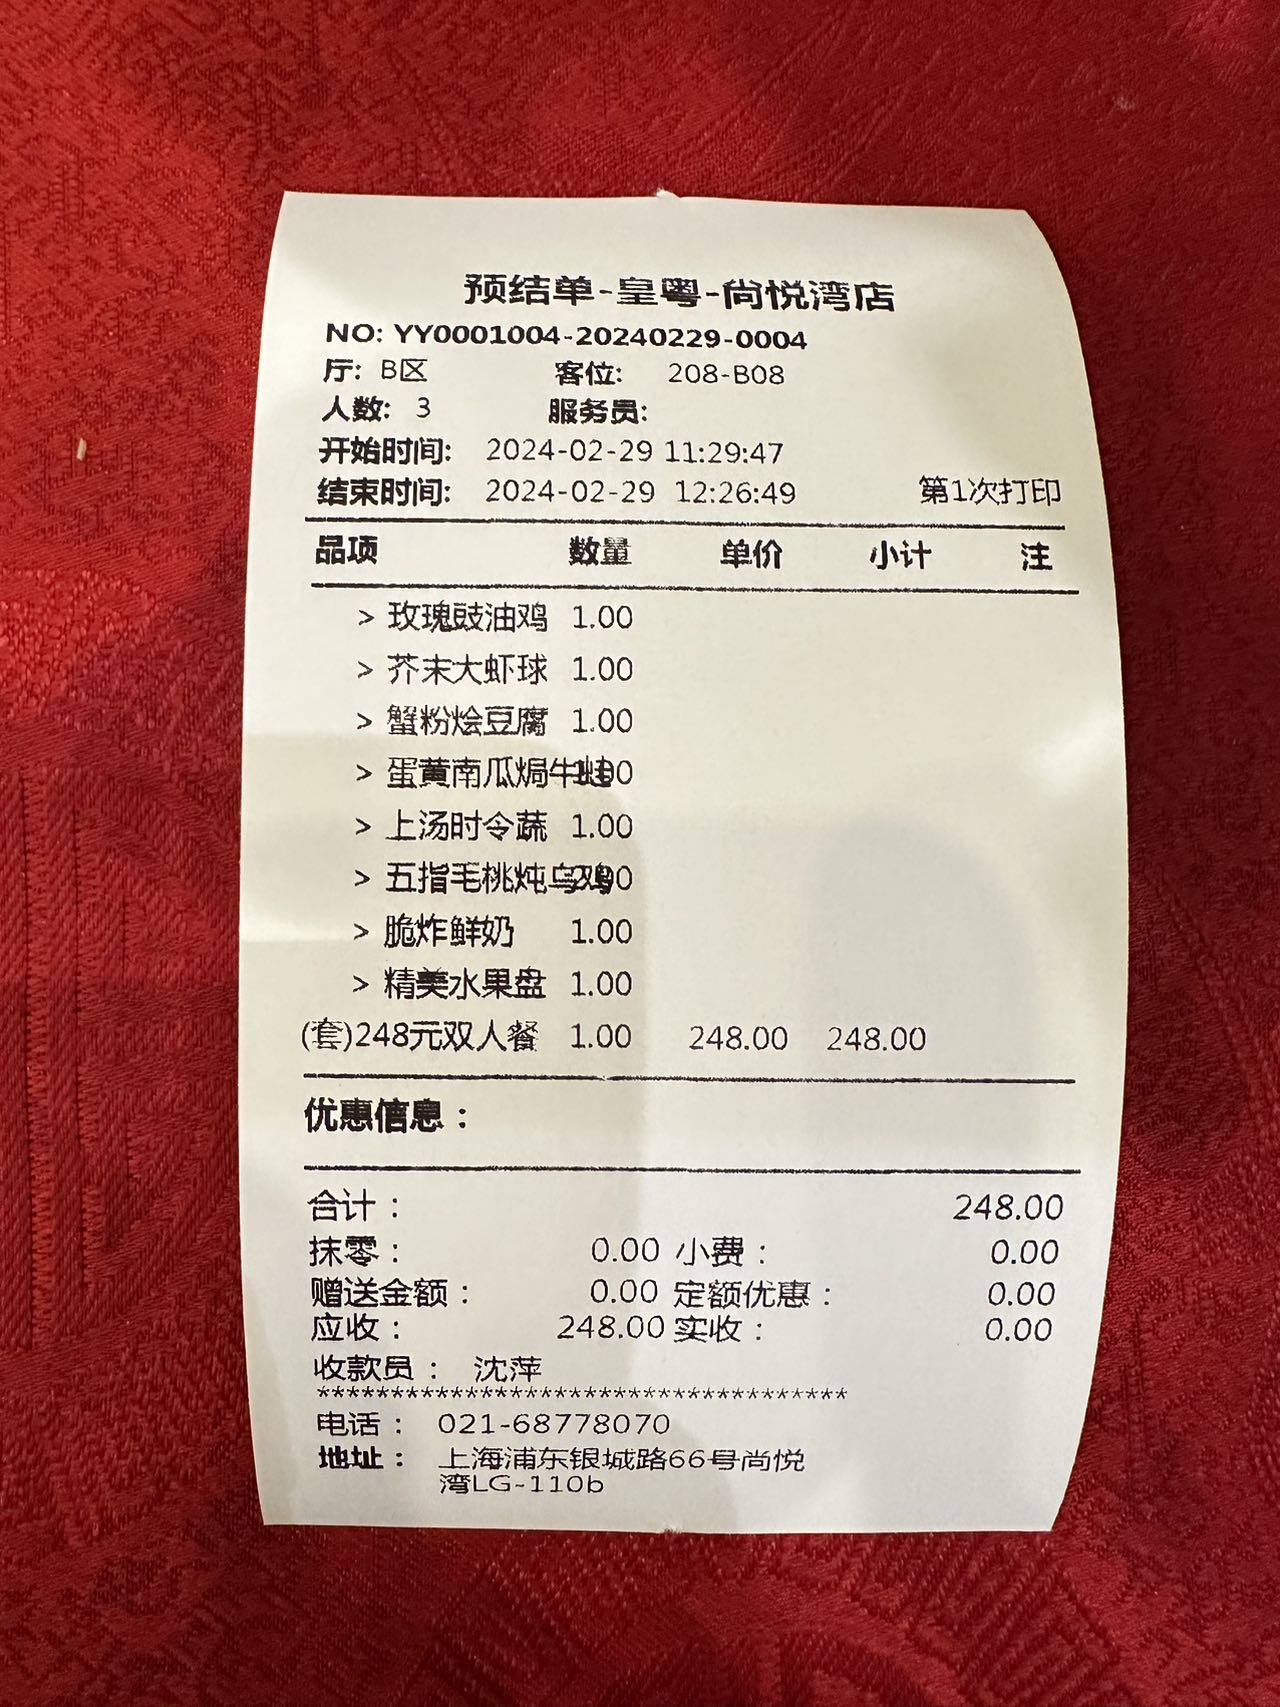 预结单-皇粤-尚悦湾店
NO: YY0001004-20240229-0004
厅: B区 客位: 208-B08
人数: 3 服务员:
开始时间: 2024-02-29 11:29:47
结束时间: 2024-02-29 12:26:49 第1次打印
品项 数量 单价 小计 注
> 玫瑰豉油鸡 1.00
> 芥末大虾球 1.00
> 蟹粉烩豆腐 1.00
> 蛋黄南瓜焗牛蛙 1.00
> 上汤时令蔬 1.00
> 五指毛桃炖乌鸡 2.00
> 脆炸鲜奶 1.00
> 精美水果盘 1.00
(套)248元双人餐 1.00 248.00 248.00
优惠信息：
合计： 248.00
抹零： 0.00 小费： 0.00
赠送金额： 0.00 定额优惠： 0.00
应收： 248.00 实收： 0.00
收款员： 沈萍
************************************
电话： 021-68778070
地址： 上海浦东银城路66号尚悦
湾LG-110b